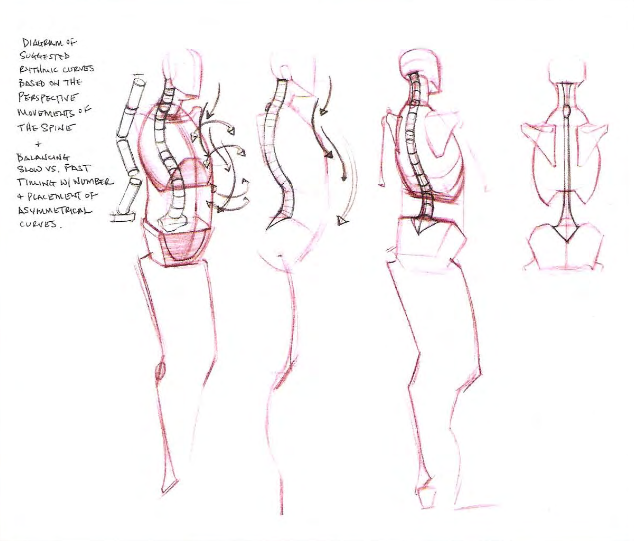 DIAGRAM OF
SUGGESTED
RYTHMIC CURVES
BASED ON THE
PERSPECTIVE
MOVEMENTS OF
THE SPINE
+
BALANCING
SLOW VS. FAST
TIMING W/ NUMBER
+ PLACEMENT OF
ASYMMETRICAL
CURVES.